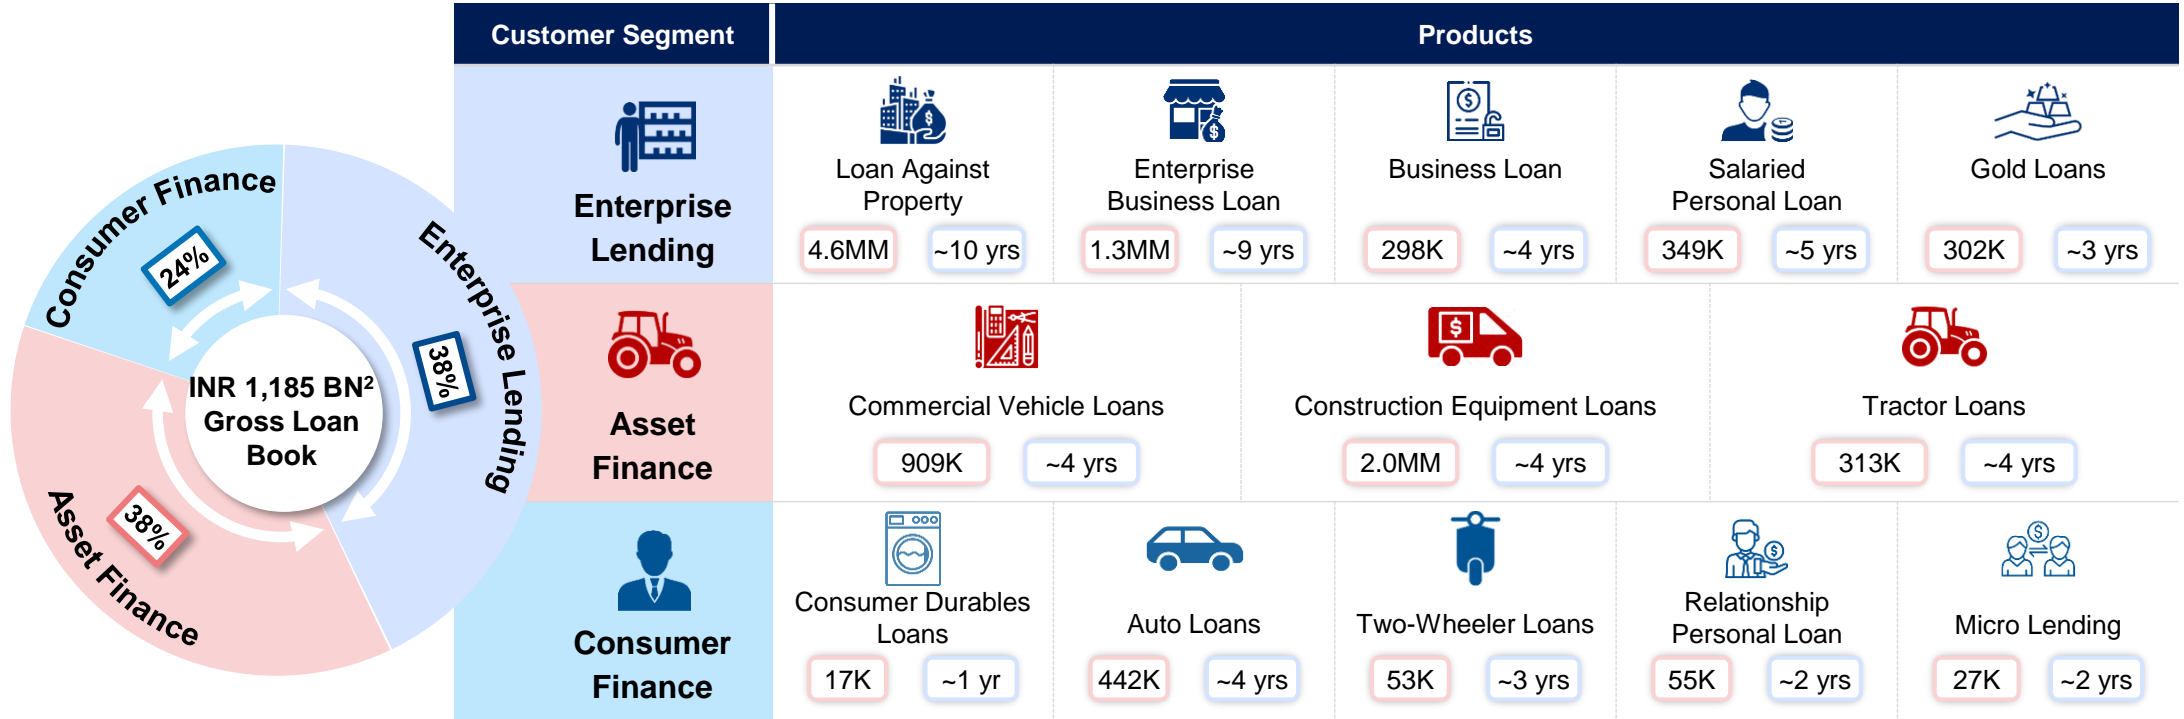 Customer Segment
Products
Consumer Finance
24%
Enterprise Lending
38%
Asset Finance
38%
INR 1,185 BN²
Gross Loan
Book
Enterprise
Lending
Loan Against
Property
4.6MM
~10 yrs
Enterprise
Business Loan
1.3MM
~9 yrs
Business Loan
298K
~4 yrs
Salaried
Personal Loan
349K
~5 yrs
Gold Loans
302K
~3 yrs
Asset
Finance
Commercial Vehicle Loans
909K
~4 yrs
Construction Equipment Loans
2.0MM
~4 yrs
Tractor Loans
313K
~4 yrs
Consumer
Finance
Consumer Durables
Loans
17K
~1 yr
Auto Loans
442K
~4 yrs
Two-Wheeler Loans
53K
~3 yrs
Relationship
Personal Loan
55K
~2 yrs
Micro Lending
27K
~2 yrs